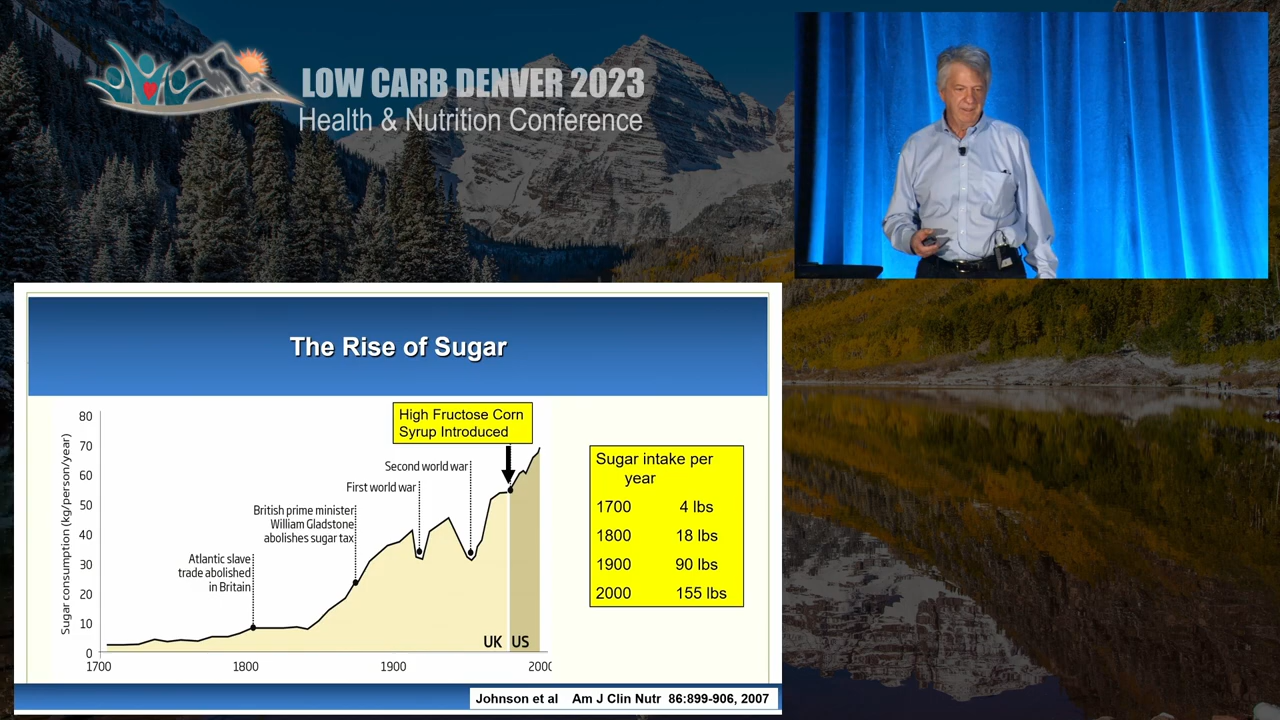 LOW CARB DENVER 2023
Health & Nutrition Conference
The Rise of Sugar
Sugar consumption (kg/person/year)
80
70
60
50
40
30
20
10
0
1700
1800
1900
2000
Atlantic slave
trade abolished
in Britain
British prime minister
William Gladstone
abolishes sugar tax
First world war
Second world war
High Fructose Corn
Syrup Introduced
UK
US
Sugar intake per
year
1700 4 lbs
1800 18 lbs
1900 90 lbs
2000 155 lbs
Johnson et al Am J Clin Nutr 86:899-906, 2007